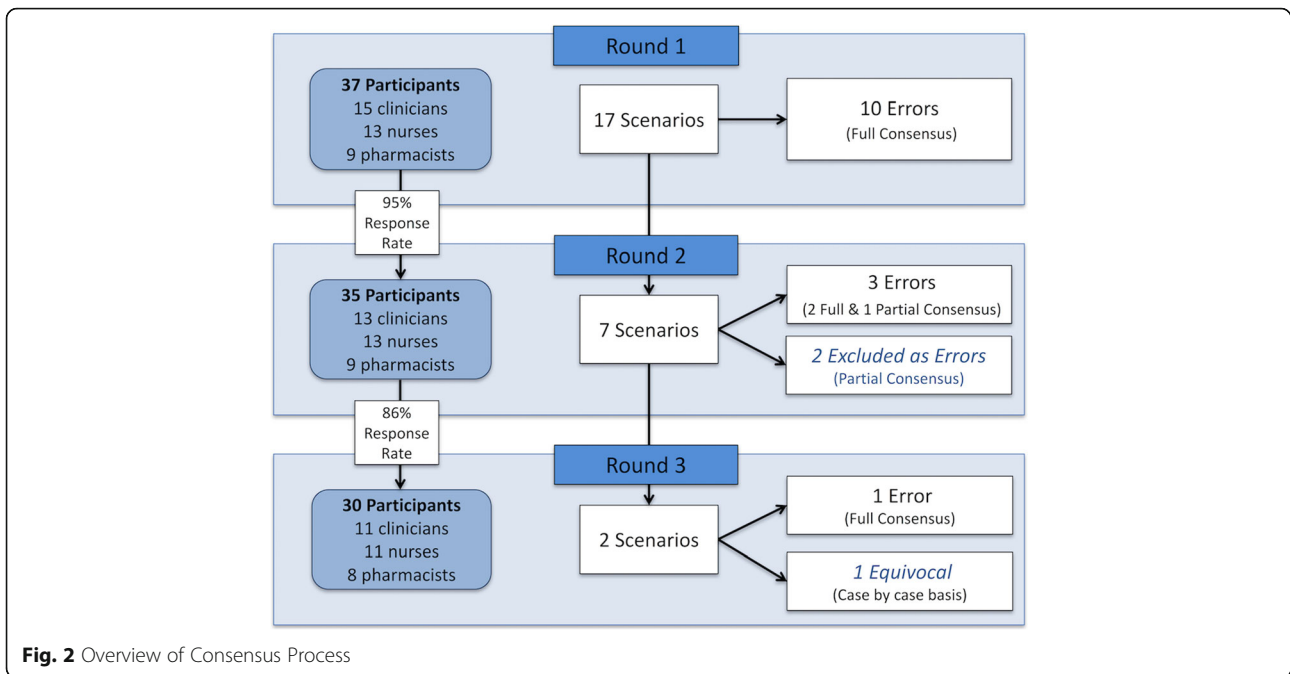 Round 1
37 Participants
15 clinicians
13 nurses
9 pharmacists
17 Scenarios
10 Errors
(Full Consensus)
95%
Response
Rate
Round 2
35 Participants
13 clinicians
13 nurses
9 pharmacists
7 Scenarios
3 Errors
(2 Full & 1 Partial Consensus)
2 Excluded as Errors
(Partial Consensus)
86%
Response
Rate
Round 3
30 Participants
11 clinicians
11 nurses
8 pharmacists
2 Scenarios
1 Error
(Full Consensus)
1 Equivocal
(Case by case basis)
Fig. 2 Overview of Consensus Process